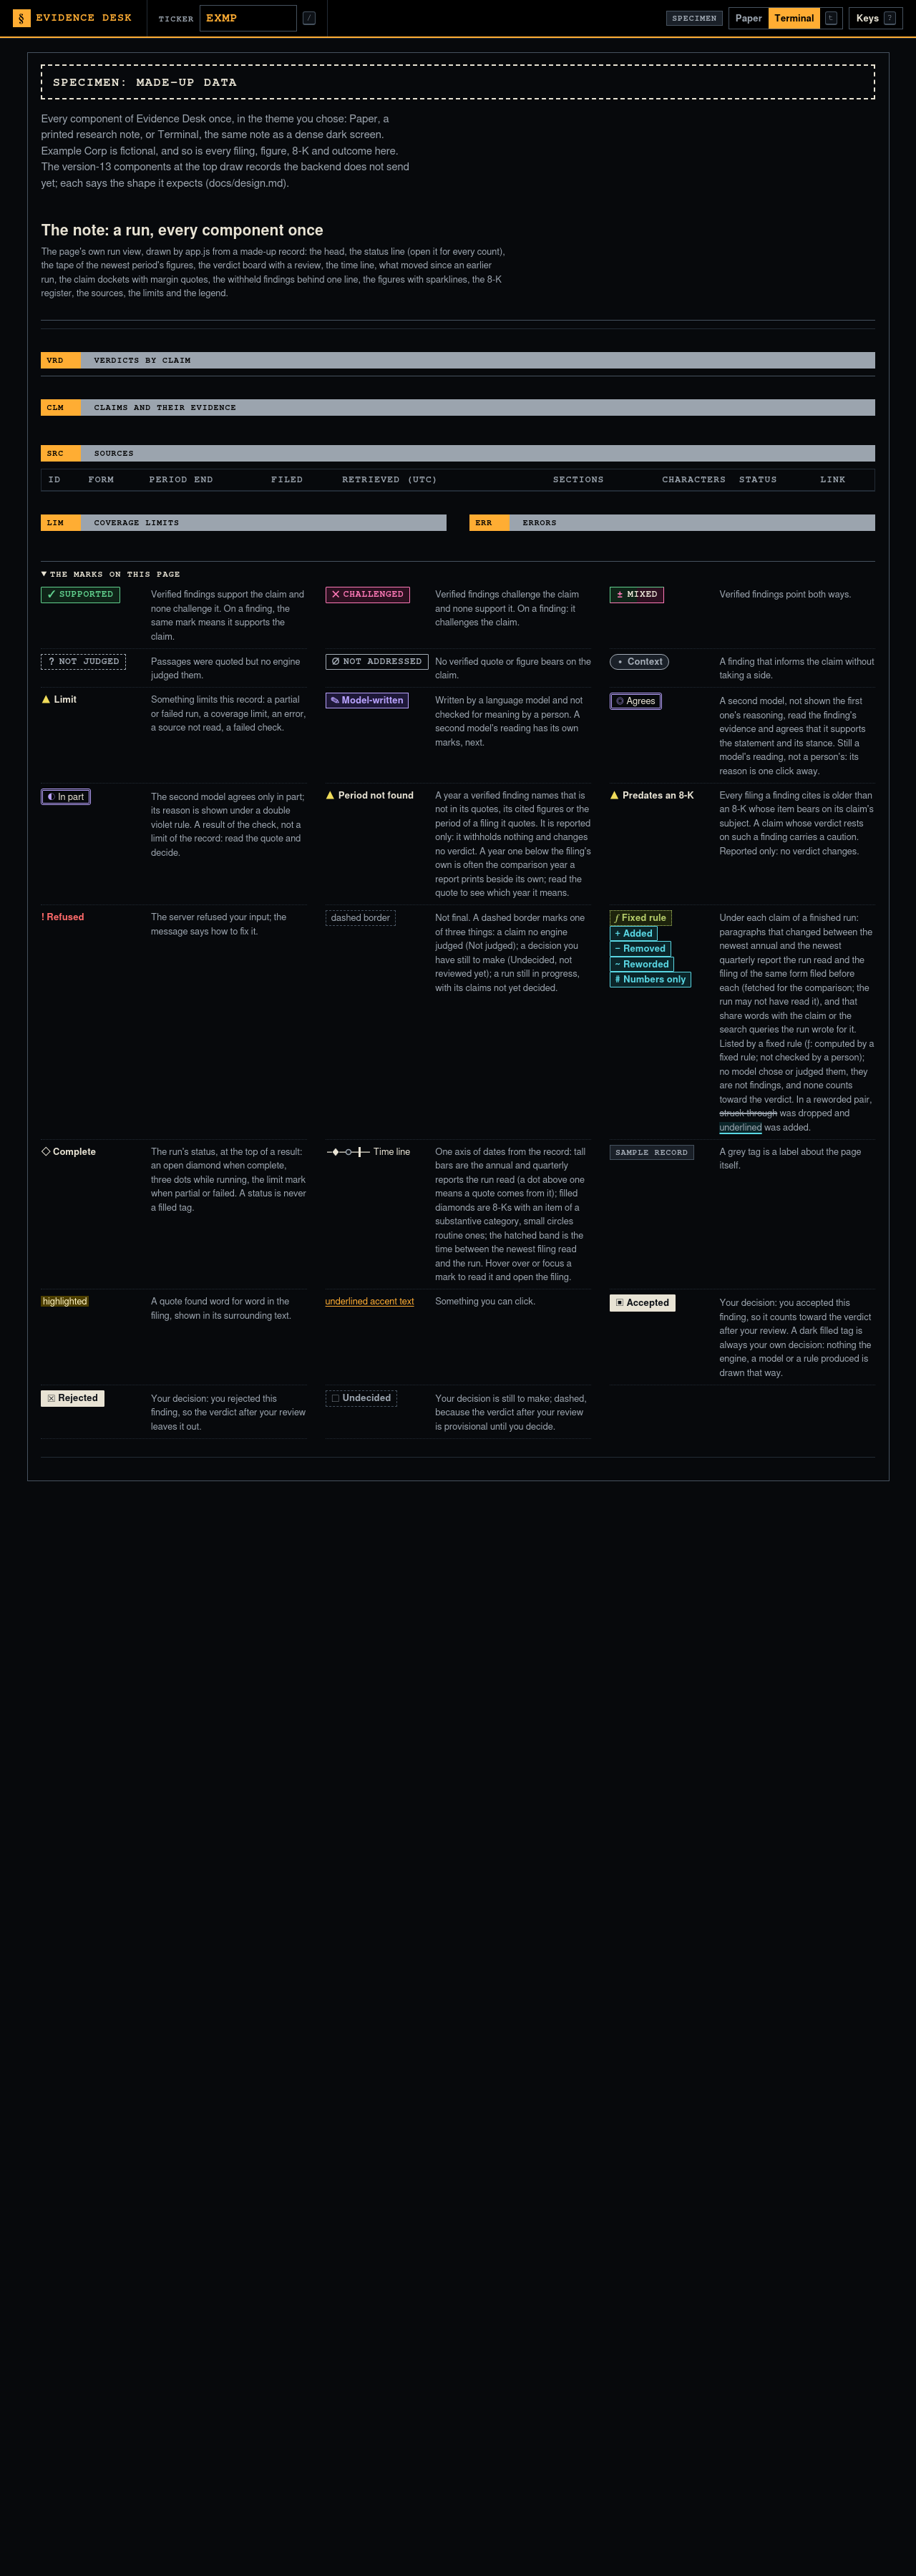 § EVIDENCE DESK TICKER EXMP / SPECIMEN Paper Terminal t Keys ?
SPECIMEN: MADE-UP DATA
Every component of Evidence Desk once, in the theme you chose: Paper, a
printed research note, or Terminal, the same note as a dense dark screen.
Example Corp is fictional, and so is every filing, figure, 8-K and outcome here.
The version-13 components at the top draw records the backend does not send
yet; each says the shape it expects (docs/design.md).
The note: a run, every component once
The page's own run view, drawn by app.js from a made-up record: the head, the status line (open it for every count),
the tape of the newest period's figures, the verdict board with a review, the time line, what moved since an earlier
run, the claim dockets with margin quotes, the withheld findings behind one line, the figures with sparklines, the 8-K
register, the sources, the limits and the legend.
VRD VERDICTS BY CLAIM
CLM CLAIMS AND THEIR EVIDENCE
SRC SOURCES
ID FORM PERIOD END FILED RETRIEVED (UTC) SECTIONS CHARACTERS STATUS LINK
LIM COVERAGE LIMITS
ERR ERRORS
▼ THE MARKS ON THIS PAGE
✓ SUPPORTED
Verified findings support the claim and
none challenge it. On a finding, the
same mark means it supports the
claim.
✕ CHALLENGED
Verified findings challenge the claim
and none support it. On a finding: it
challenges the claim.
± MIXED
Verified findings point both ways.
? NOT JUDGED
Passages were quoted but no engine
judged them.
Ø NOT ADDRESSED
No verified quote or figure bears on the
claim.
• Context
A finding that informs the claim without
taking a side.
▲ Limit
Something limits this record: a partial
or failed run, a coverage limit, an error,
a source not read, a failed check.
✎ Model-written
Written by a language model and not
checked for meaning by a person. A
second model's reading has its own
marks, next.
◎ Agrees
A second model, not shown the first
one's reasoning, read the finding's
evidence and agrees that it supports
the statement and its stance. Still a
model's reading, not a person's: its
reason is one click away.
◐ In part
The second model agrees only in part;
its reason is shown under a double
violet rule. A result of the check, not a
limit of the record: read the quote and
decide.
▲ Period not found
A year a verified finding names that is
not in its quotes, its cited figures or the
period of a filing it quotes. It is reported
only: it withholds nothing and changes
no verdict. A year one below the filing's
own is often the comparison year a
report prints beside its own; read the
quote to see which year it means.
▲ Predates an 8-K
Every filing a finding cites is older than
an 8-K whose item bears on its claim's
subject. A claim whose verdict rests
on such a finding carries a caution.
Reported only: no verdict changes.
! Refused
The server refused your input; the
message says how to fix it.
dashed border
Not final. A dashed border marks one
of three things: a claim no engine
judged (Not judged); a decision you
have still to make (Undecided, not
reviewed yet); a run still in progress,
with its claims not yet decided.
ƒ Fixed rule
+ Added
− Removed
~ Reworded
# Numbers only
Under each claim of a finished run:
paragraphs that changed between the
newest annual and the newest
quarterly report the run read and the
filing of the same form filed before
each (fetched for the comparison; the
run may not have read it), and that
share words with the claim or the
search queries the run wrote for it.
Listed by a fixed rule (ƒ: computed by a
fixed rule; not checked by a person);
no model chose or judged them, they
are not findings, and none counts
toward the verdict. In a reworded pair,
struck through was dropped and
underlined was added.
◇ Complete
The run's status, at the top of a result:
an open diamond when complete,
three dots while running, the limit mark
when partial or failed. A status is never
a filled tag.
Time line
One axis of dates from the record: tall
bars are the annual and quarterly
reports the run read (a dot above one
means a quote comes from it); filled
diamonds are 8-Ks with an item of a
substantive category, small circles
routine ones; the hatched band is the
time between the newest filing read
and the run. Hover over or focus a
mark to read it and open the filing.
SAMPLE RECORD
A grey tag is a label about the page
itself.
highlighted
A quote found word for word in the
filing, shown in its surrounding text.
underlined accent text
Something you can click.
▣ Accepted
Your decision: you accepted this
finding, so it counts toward the verdict
after your review. A dark filled tag is
always your own decision: nothing the
engine, a model or a rule produced is
drawn that way.
☒ Rejected
Your decision: you rejected this
finding, so the verdict after your review
leaves it out.
□ Undecided
Your decision is still to make; dashed,
because the verdict after your review
is provisional until you decide.